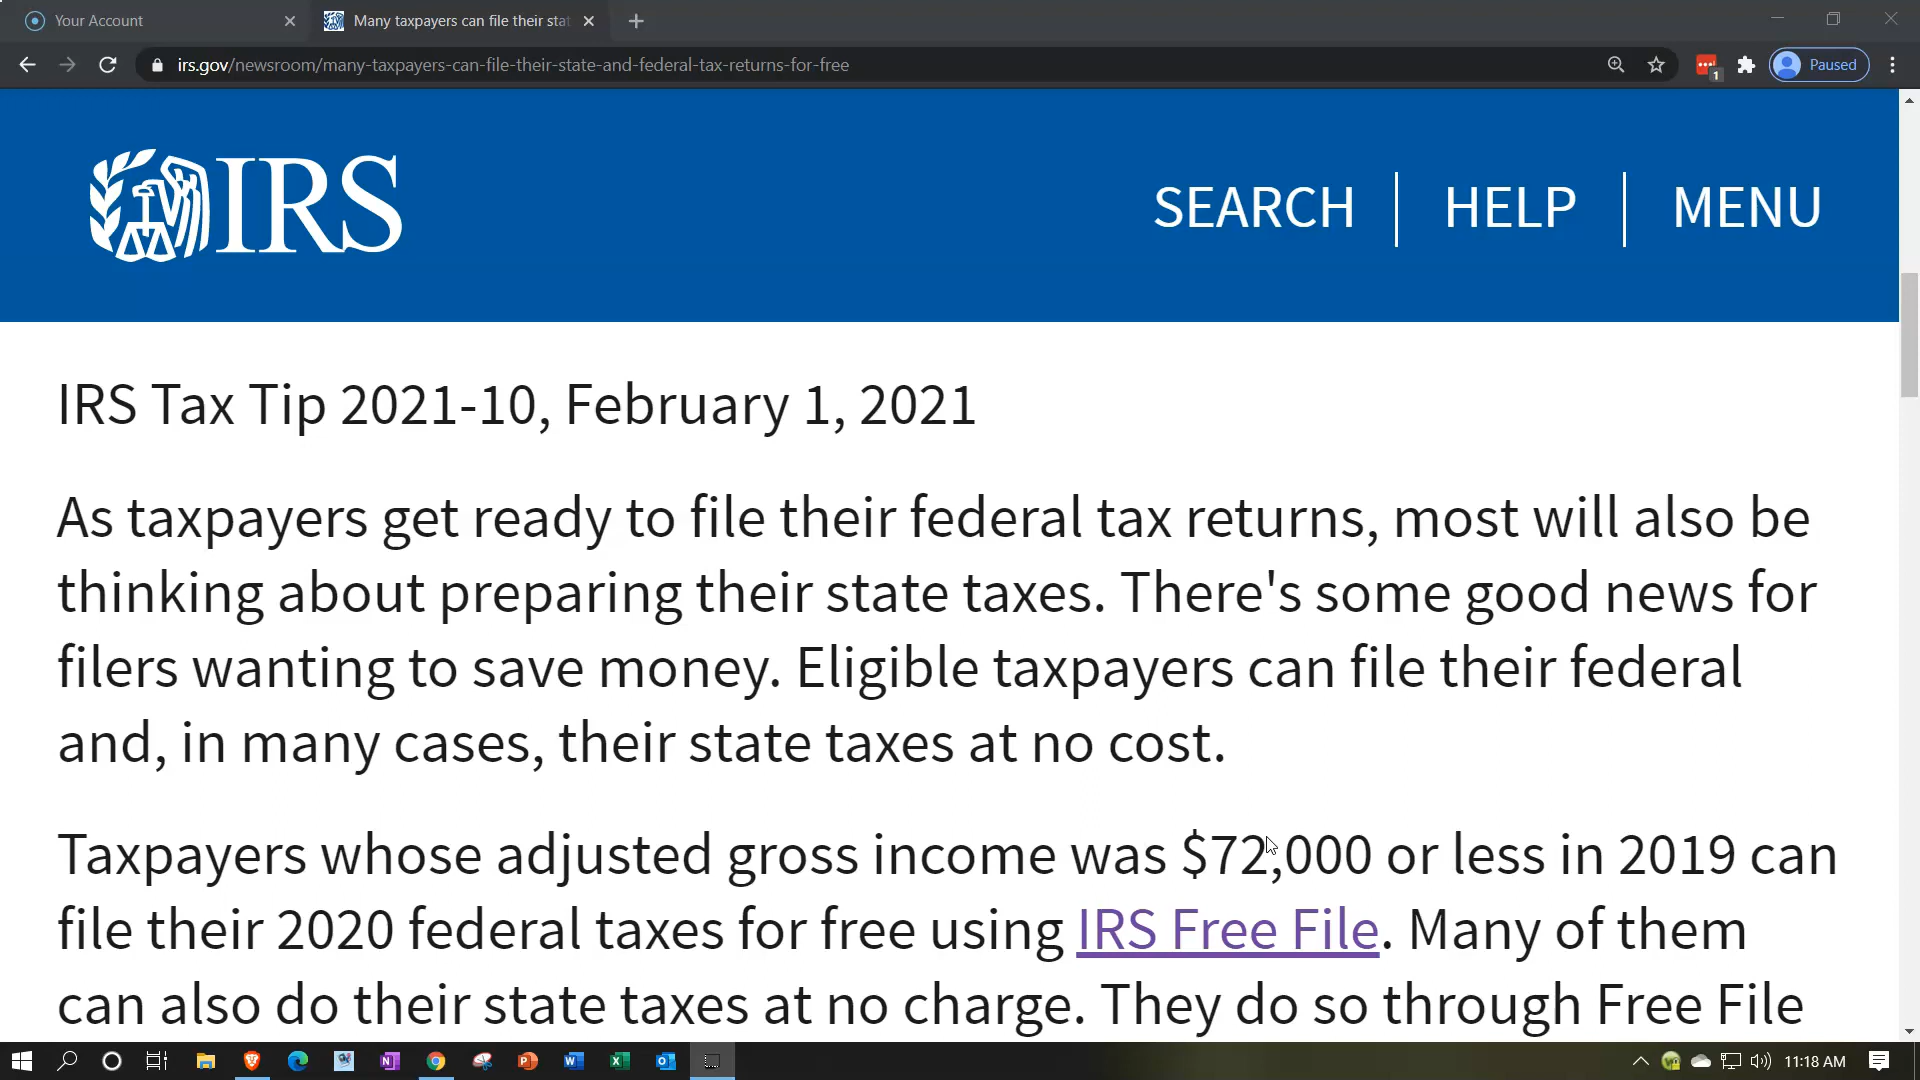 Your Account
Many taxpayers can file their stat
irs.gov/newsroom/many-taxpayers-can-file-their-state-and-federal-tax-returns-for-free
1
Paused
IRS
SEARCH
HELP
MENU
IRS Tax Tip 2021-10, February 1, 2021
As taxpayers get ready to file their federal tax returns, most will also be
thinking about preparing their state taxes. There's some good news for
filers wanting to save money. Eligible taxpayers can file their federal
and, in many cases, their state taxes at no cost.
Taxpayers whose adjusted gross income was $72,000 or less in 2019 can
file their 2020 federal taxes for free using IRS Free File. Many of them
can also do their state taxes at no charge. They do so through Free File
11:18 AM